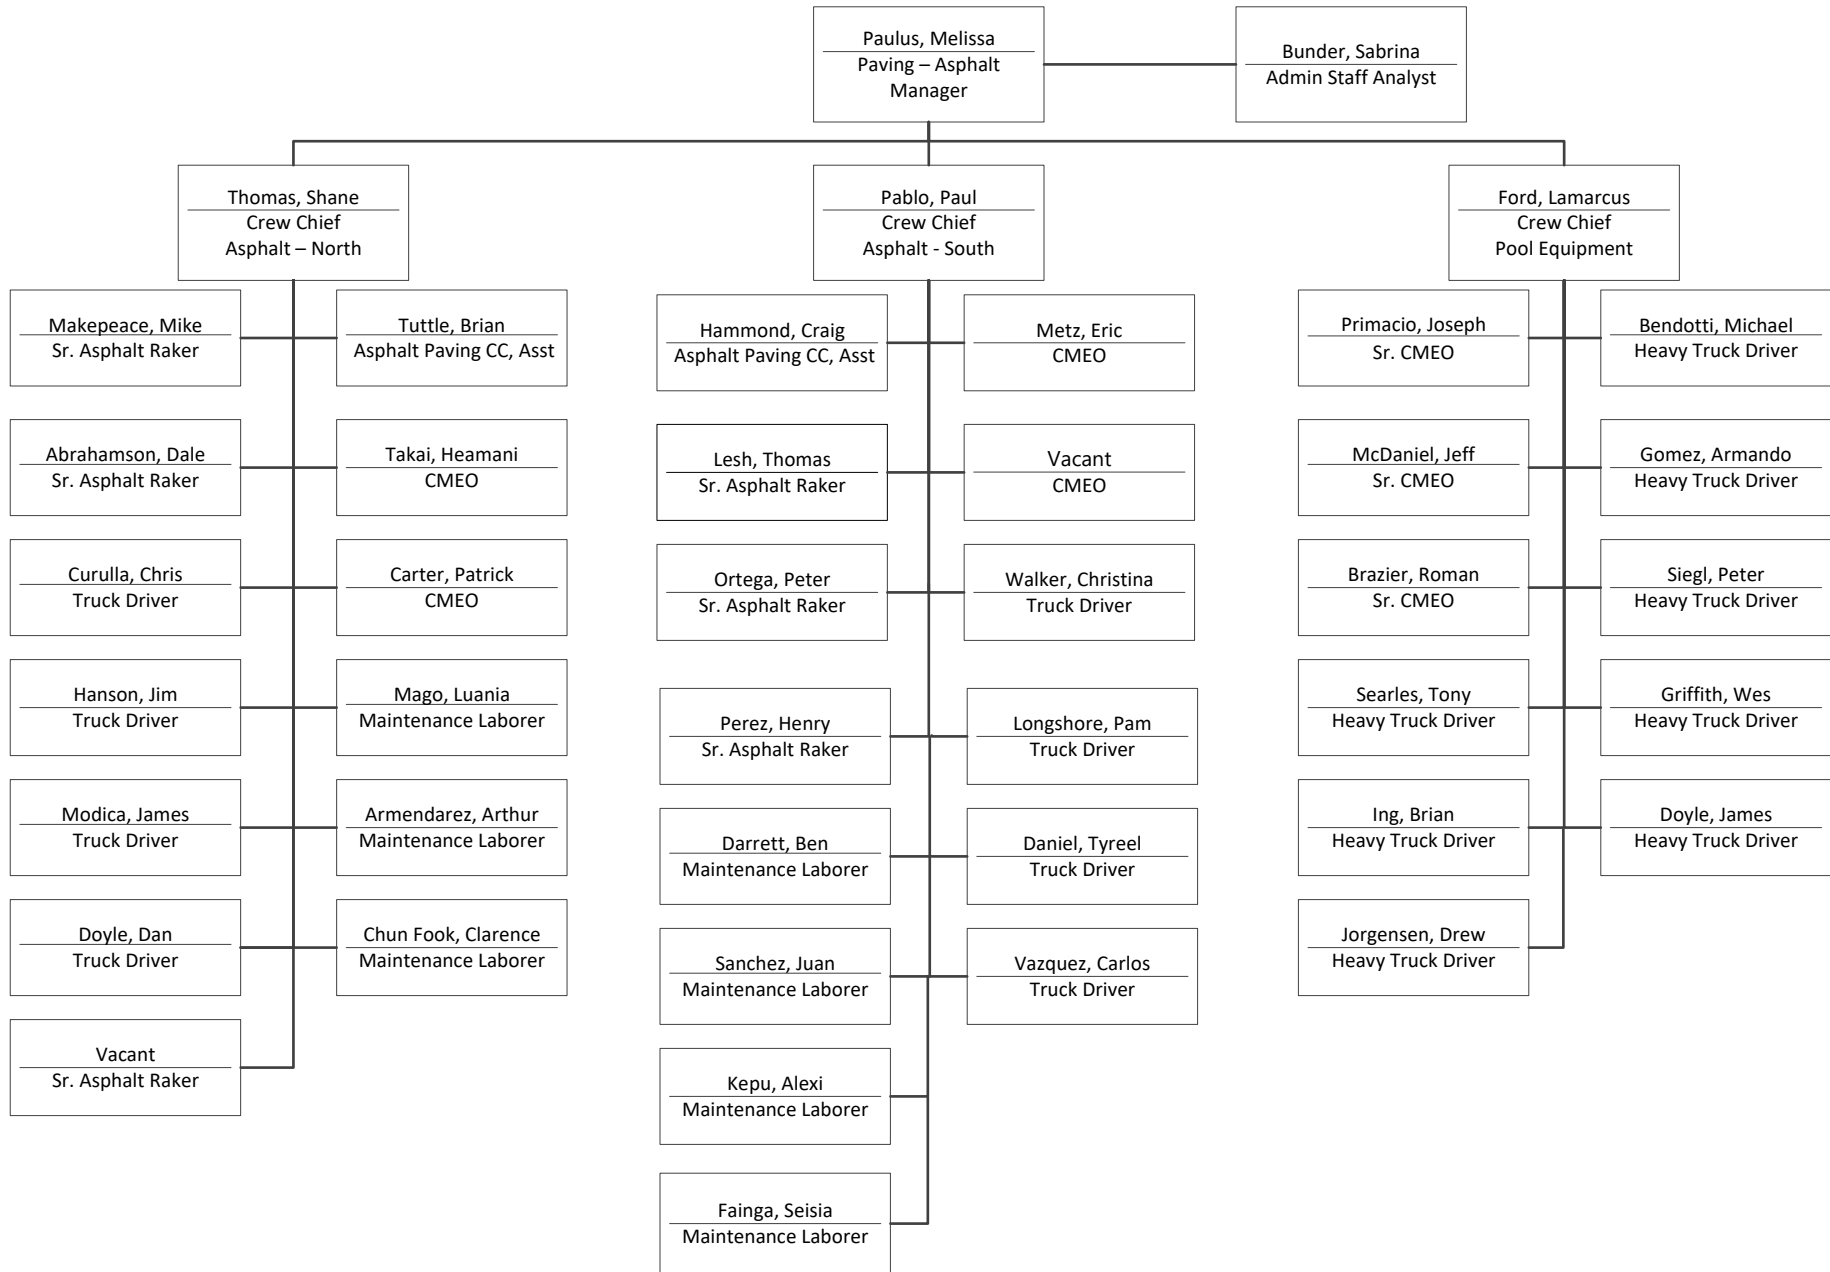 Paulus, Melissa
Paving – Asphalt
Manager
Bunder, Sabrina
Admin Staff Analyst
Thomas, Shane
Crew Chief
Asphalt – North
Pablo, Paul
Crew Chief
Asphalt - South
Ford, Lamarcus
Crew Chief
Pool Equipment
Makepeace, Mike
Sr. Asphalt Raker
Tuttle, Brian
Asphalt Paving CC, Asst
Abrahamson, Dale
Sr. Asphalt Raker
Takai, Heamani
CMEO
Curulla, Chris
Truck Driver
Carter, Patrick
CMEO
Hanson, Jim
Truck Driver
Mago, Luania
Maintenance Laborer
Modica, James
Truck Driver
Armendarez, Arthur
Maintenance Laborer
Doyle, Dan
Truck Driver
Chun Fook, Clarence
Maintenance Laborer
Vacant
Sr. Asphalt Raker
Hammond, Craig
Asphalt Paving CC, Asst
Metz, Eric
CMEO
Lesh, Thomas
Sr. Asphalt Raker
Vacant
CMEO
Ortega, Peter
Sr. Asphalt Raker
Walker, Christina
Truck Driver
Perez, Henry
Sr. Asphalt Raker
Longshore, Pam
Truck Driver
Darrett, Ben
Maintenance Laborer
Daniel, Tyreel
Truck Driver
Sanchez, Juan
Maintenance Laborer
Vazquez, Carlos
Truck Driver
Kepu, Alexi
Maintenance Laborer
Fainga, Seisia
Maintenance Laborer
Primacio, Joseph
Sr. CMEO
Bendotti, Michael
Heavy Truck Driver
McDaniel, Jeff
Sr. CMEO
Gomez, Armando
Heavy Truck Driver
Brazier, Roman
Sr. CMEO
Siegl, Peter
Heavy Truck Driver
Searles, Tony
Heavy Truck Driver
Griffith, Wes
Heavy Truck Driver
Ing, Brian
Heavy Truck Driver
Doyle, James
Heavy Truck Driver
Jorgensen, Drew
Heavy Truck Driver